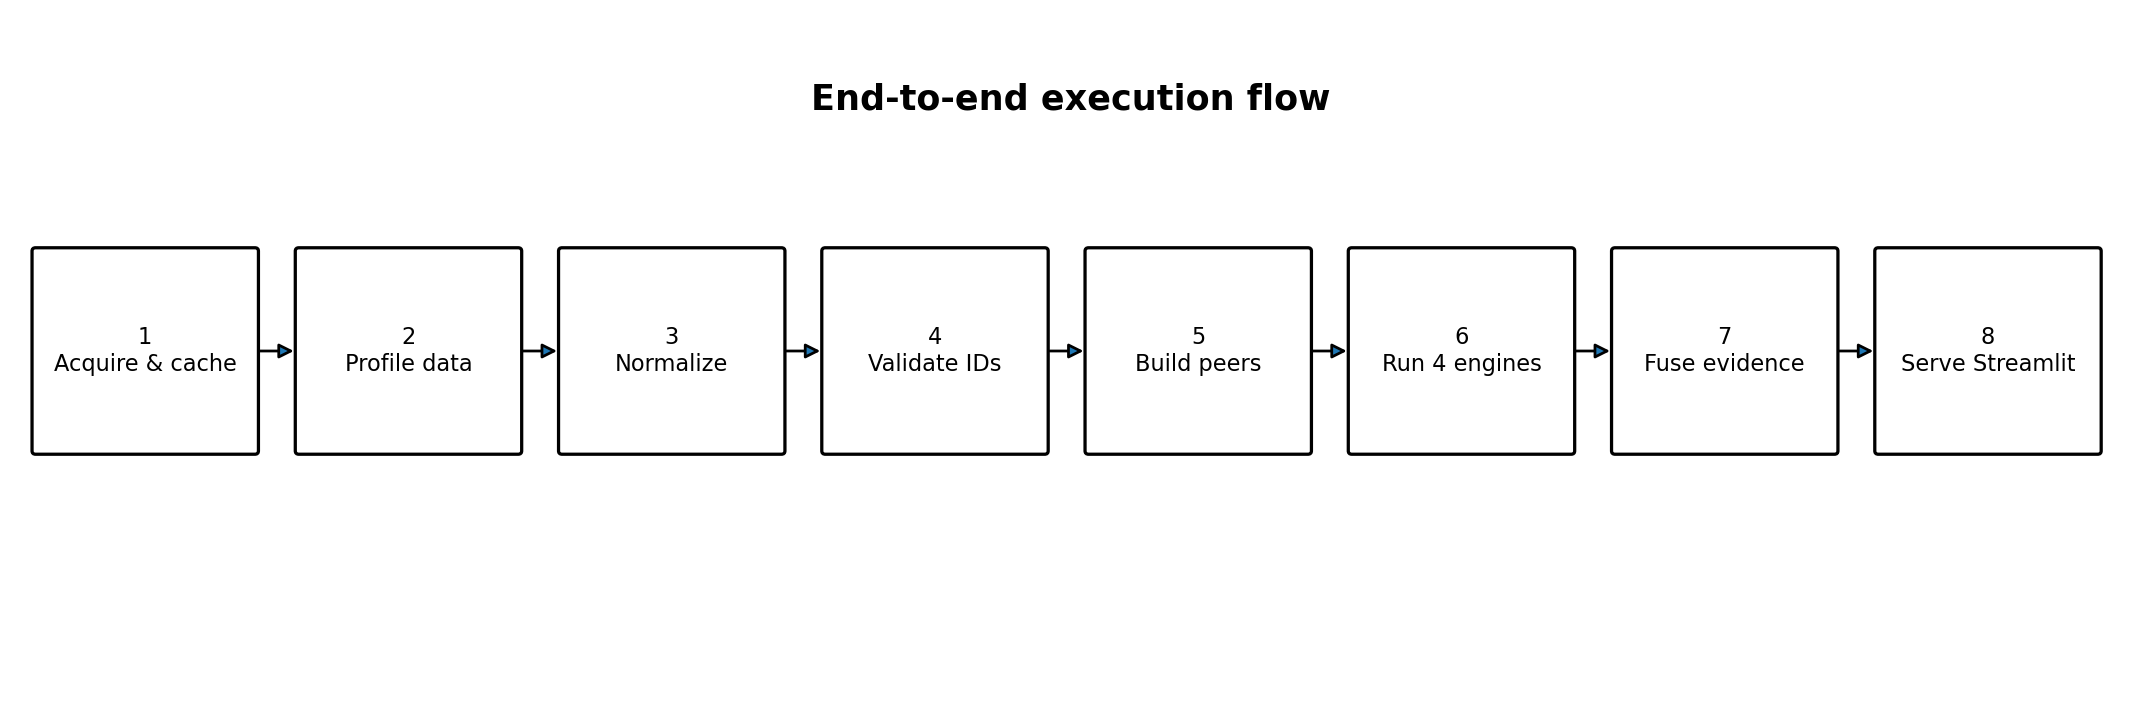 End-to-end execution flow
1
Acquire & cache
2
Profile data
3
Normalize
4
Validate IDs
5
Build peers
6
Run 4 engines
7
Fuse evidence
8
Serve Streamlit